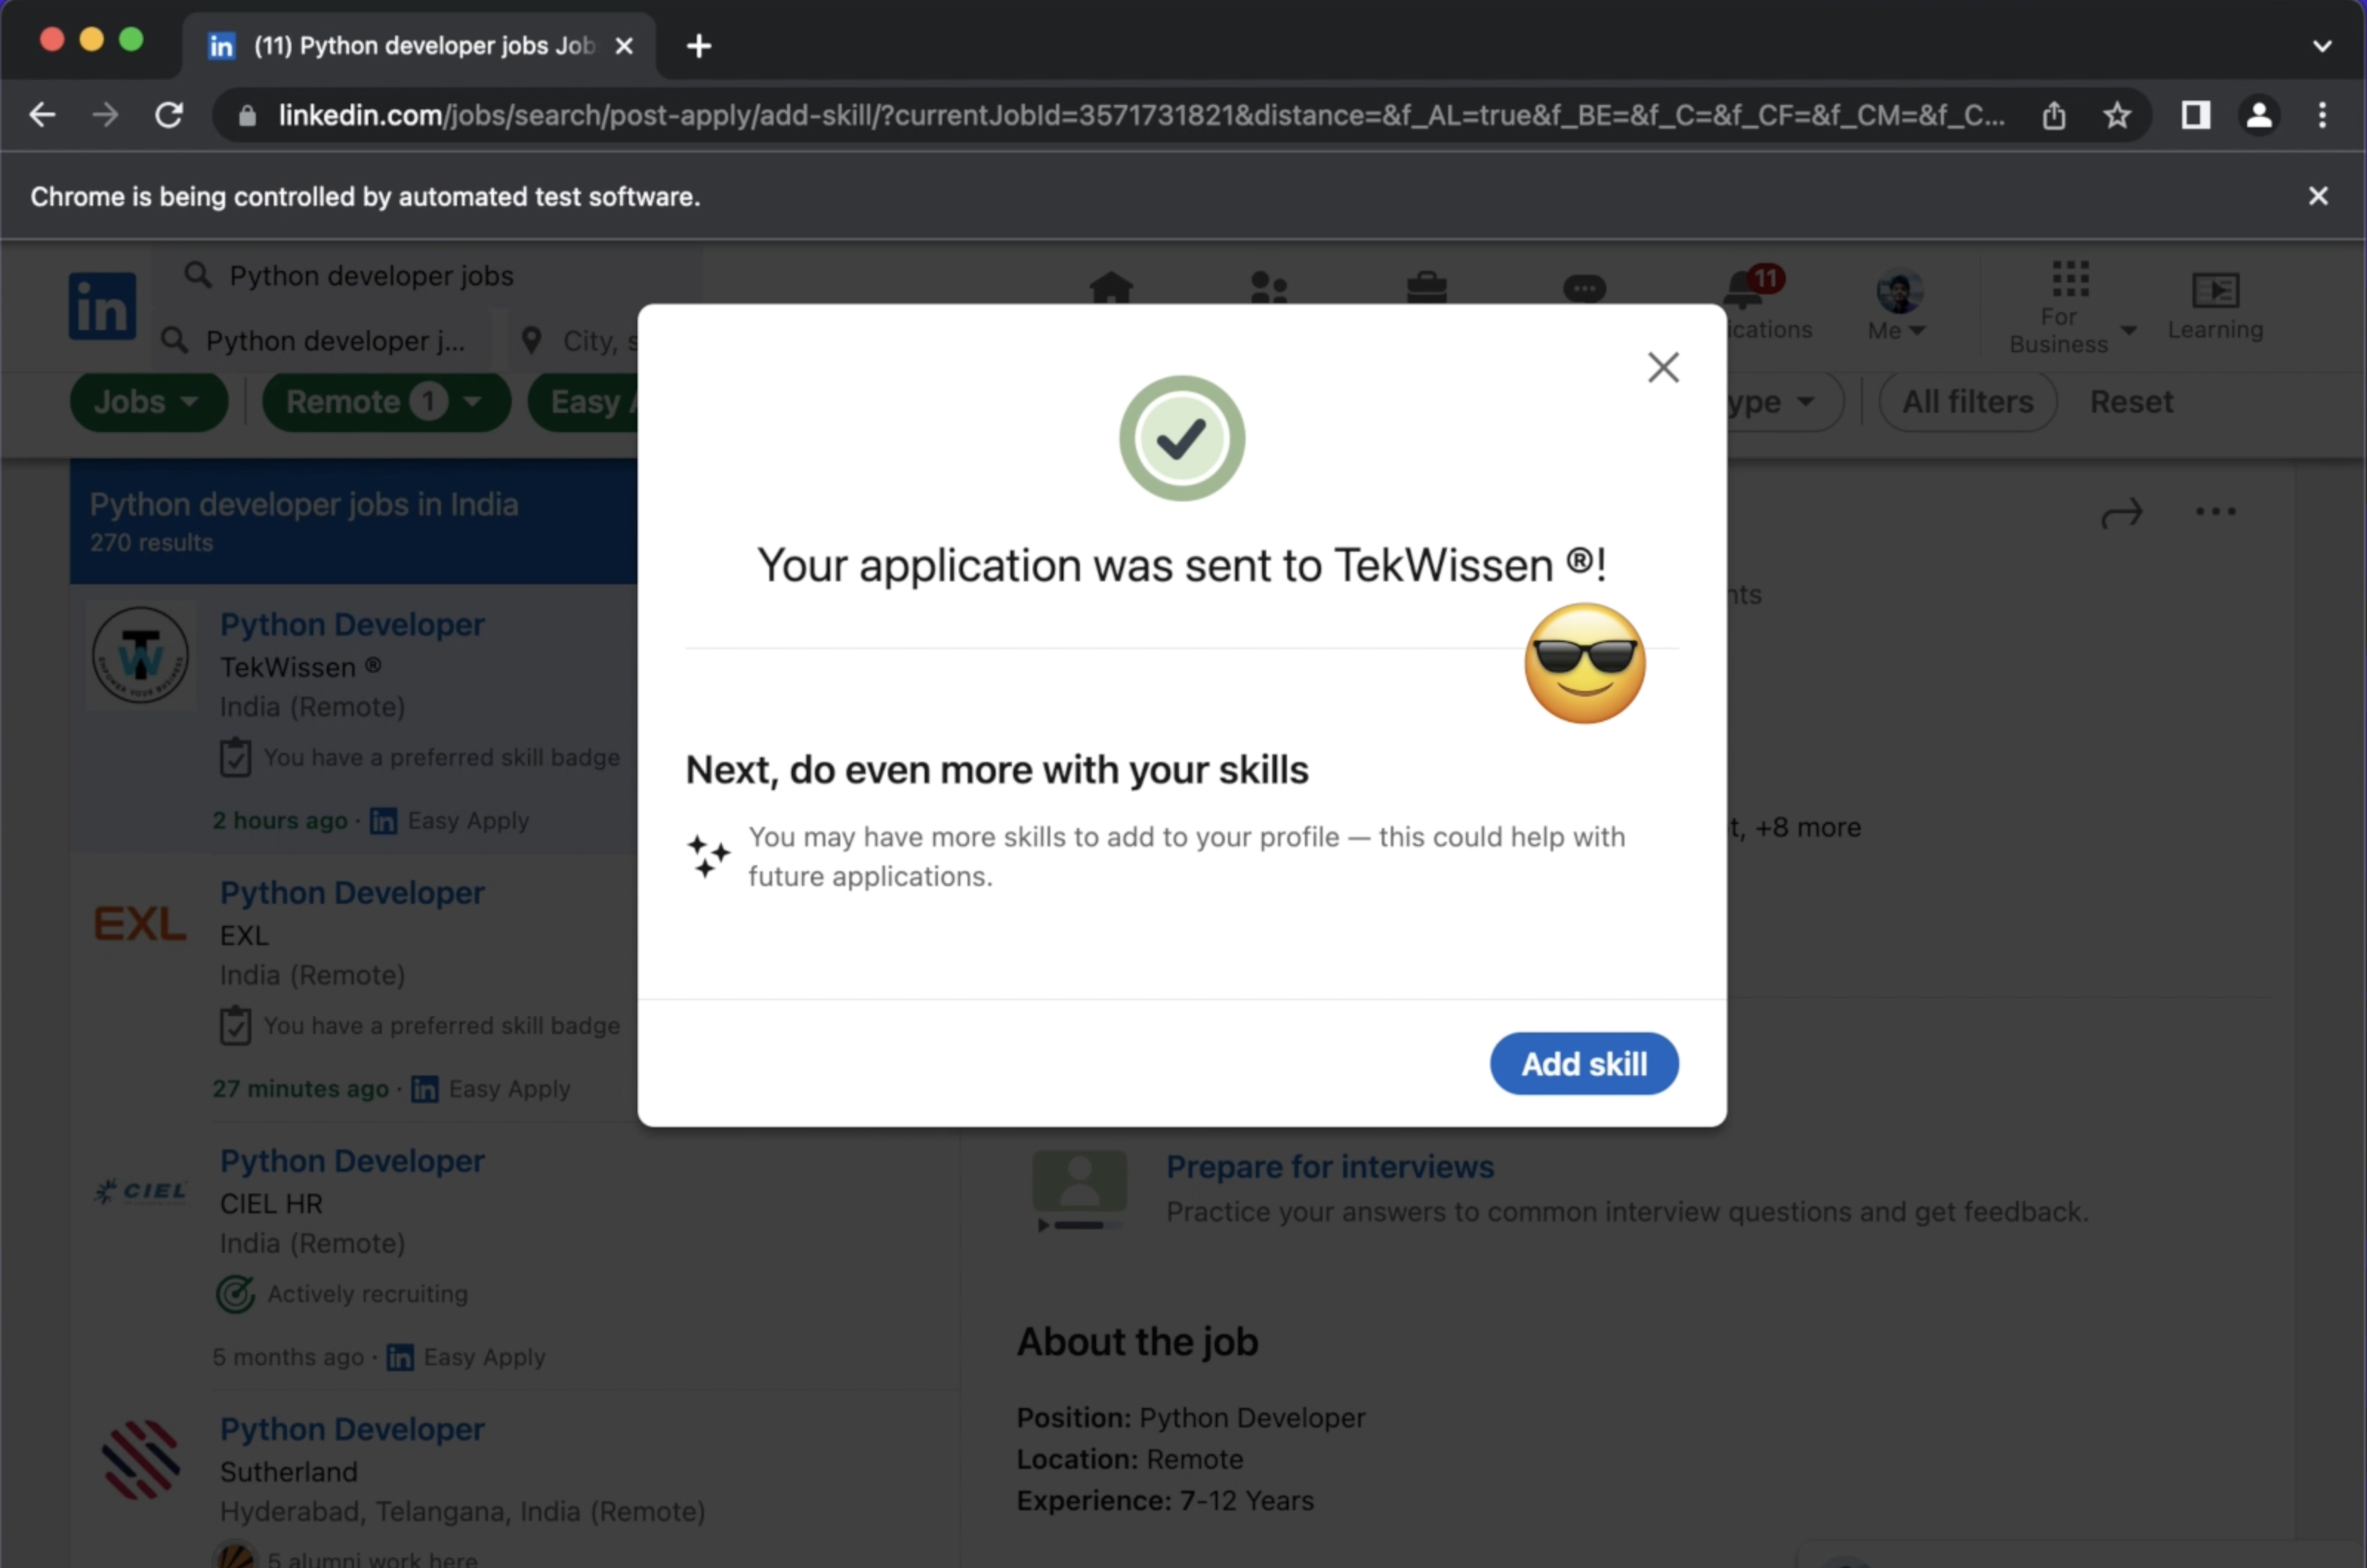 (11) Python developer jobs Job
linkedin.com/jobs/search/post-apply/add-skill/?currentJobId=3571731821&distance=&f_AL=true&f_BE=&f_C=&f_CF=&f_CM=&f_C...
Chrome is being controlled by automated test software.
in
Python developer jobs
Python developer j...
City, s
11
ications
Me
For
Business
Learning
Jobs
Remote 1
Easy A
ype
All filters
Reset
Python developer jobs in India
270 results
Your application was sent to TekWissen ®!
Next, do even more with your skills
You may have more skills to add to your profile — this could help with
future applications.
Add skill
TW
EMPOWER YOUR BUSINESS
Python Developer
TekWissen ®
India (Remote)
You have a preferred skill badge
2 hours ago · in Easy Apply
EXL
Python Developer
EXL
India (Remote)
You have a preferred skill badge
27 minutes ago · in Easy Apply
CIEL
Python Developer
CIEL HR
India (Remote)
Actively recruiting
5 months ago · in Easy Apply
Python Developer
Sutherland
Hyderabad, Telangana, India (Remote)
5 alumni work here
nts
t, +8 more
Prepare for interviews
Practice your answers to common interview questions and get feedback.
About the job
Position: Python Developer
Location: Remote
Experience: 7-12 Years